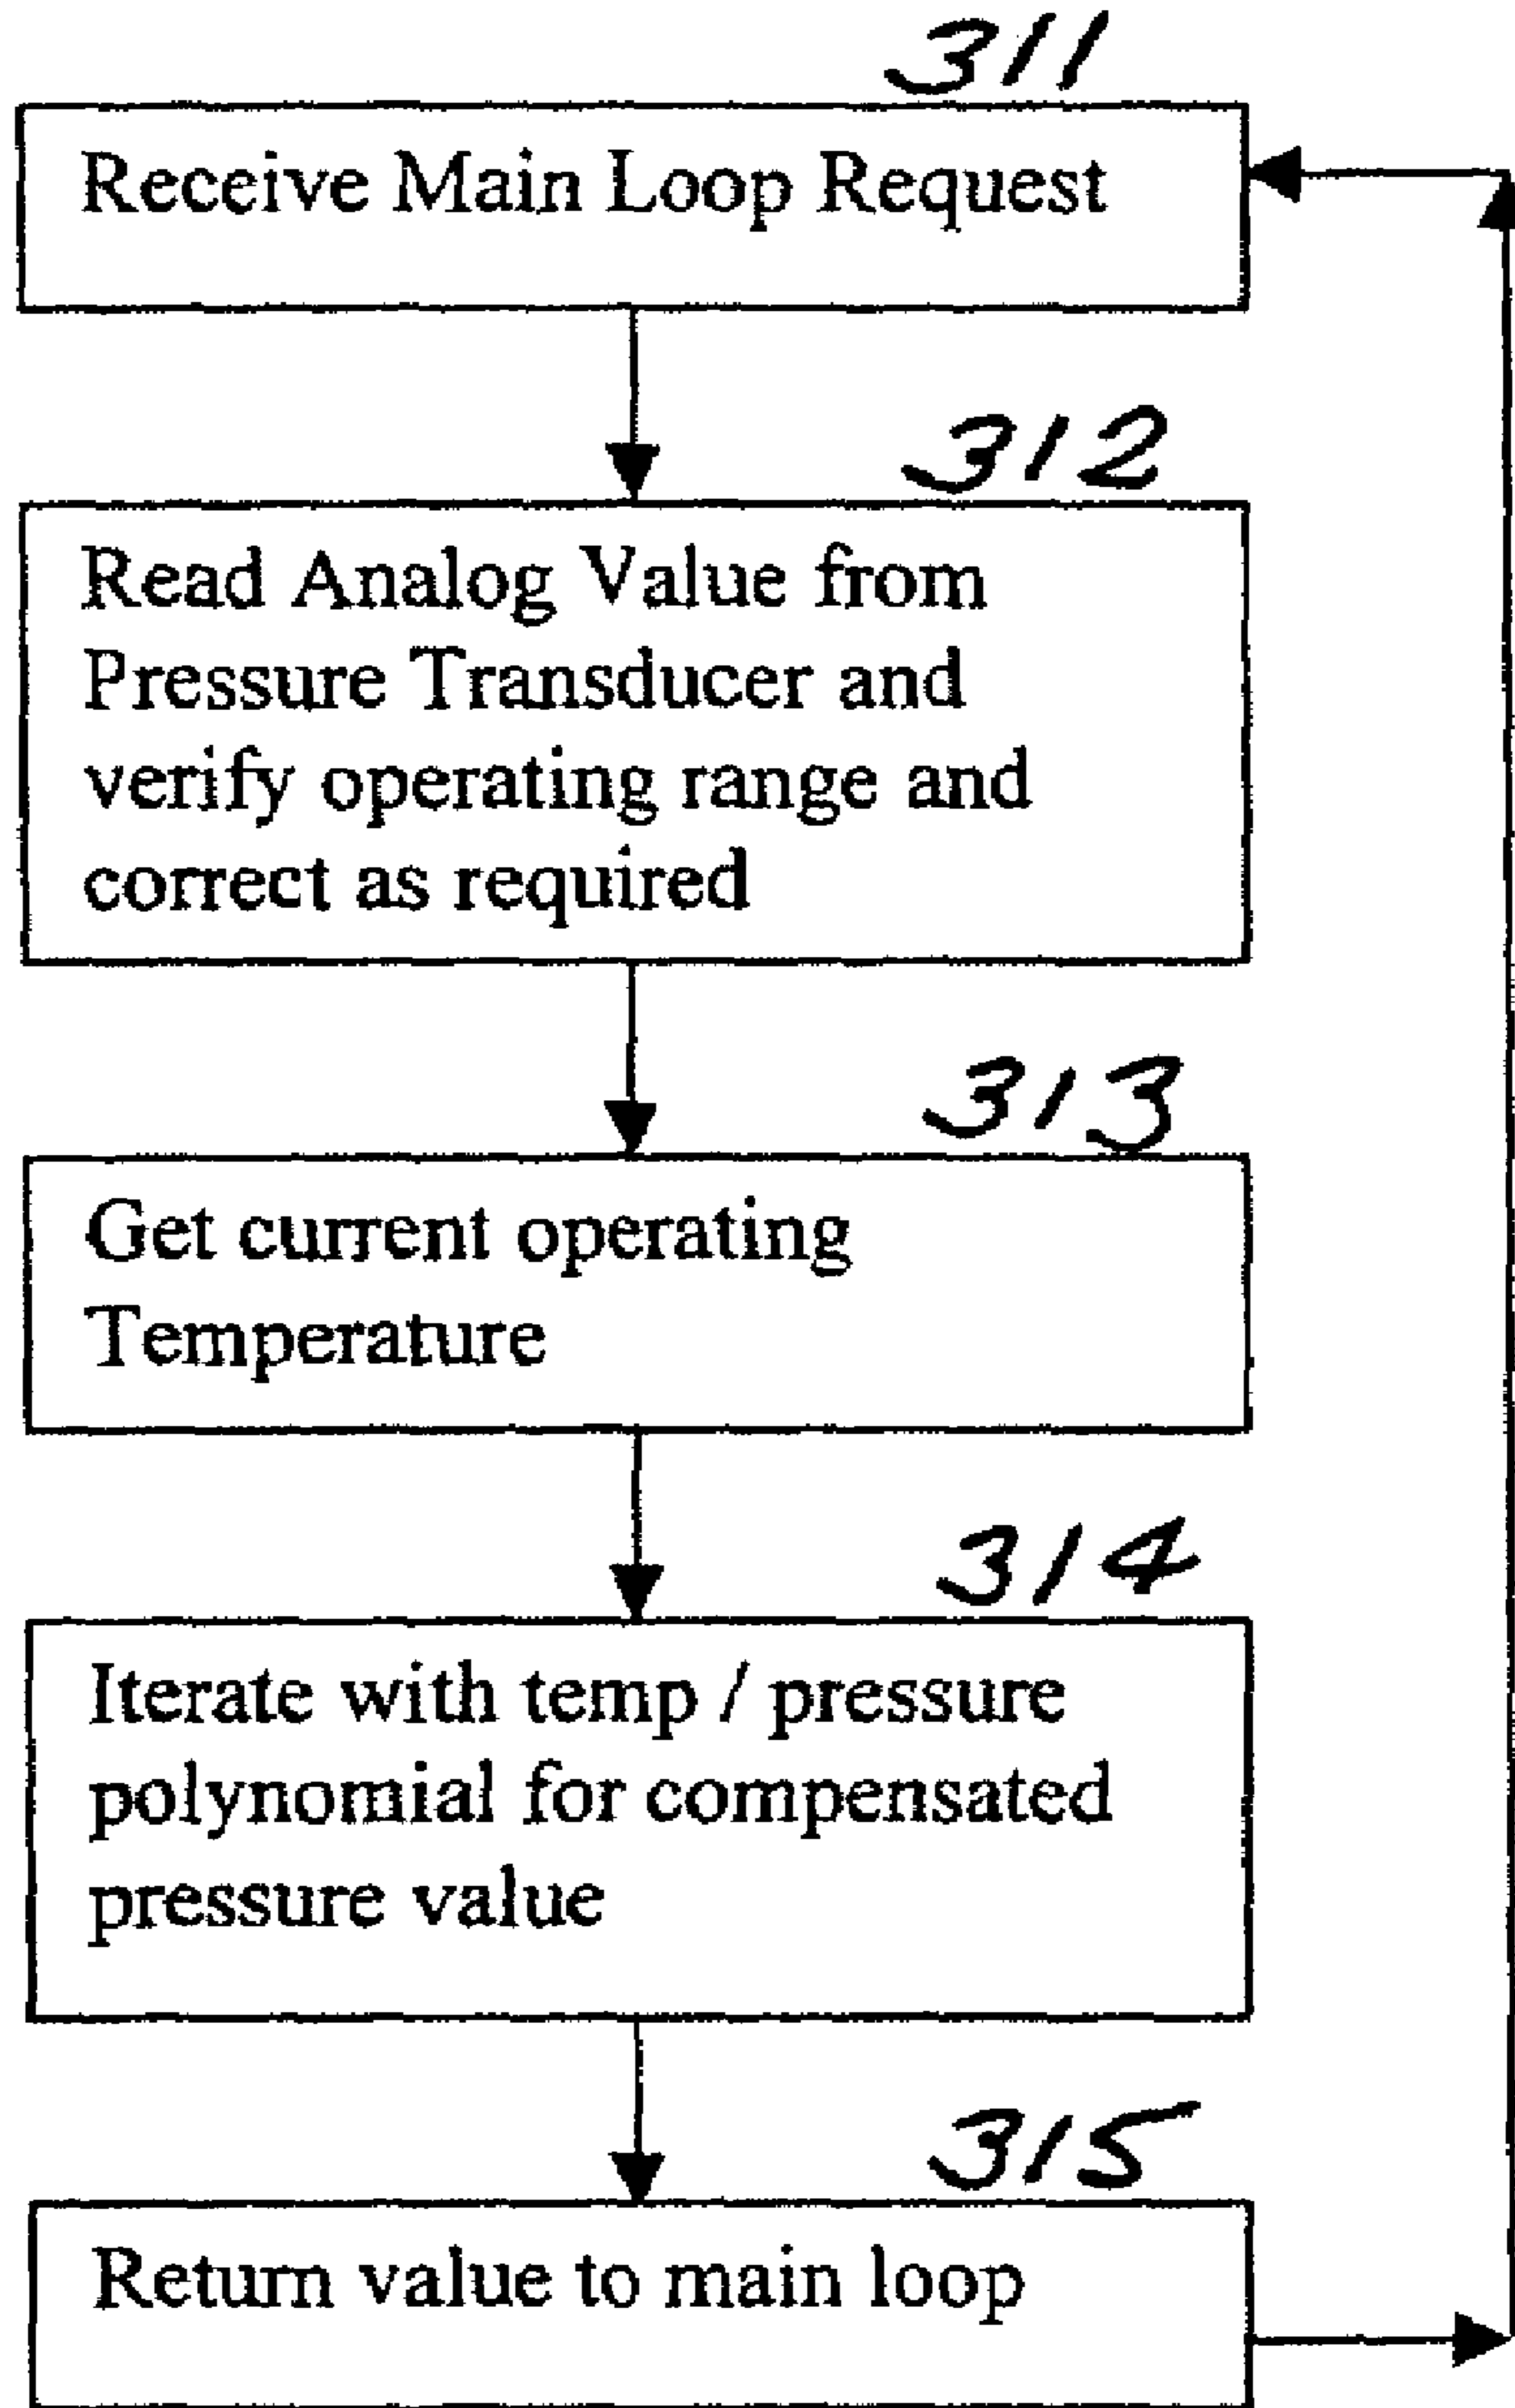 311
Receive Main Loop Request
312
Read Analog Value from
Pressure Transducer and
verify operating range and
correct as required
313
Get current operating
Temperature
314
Iterate with temp / pressure
polynomial for compensated
pressure value
315
Return value to main loop